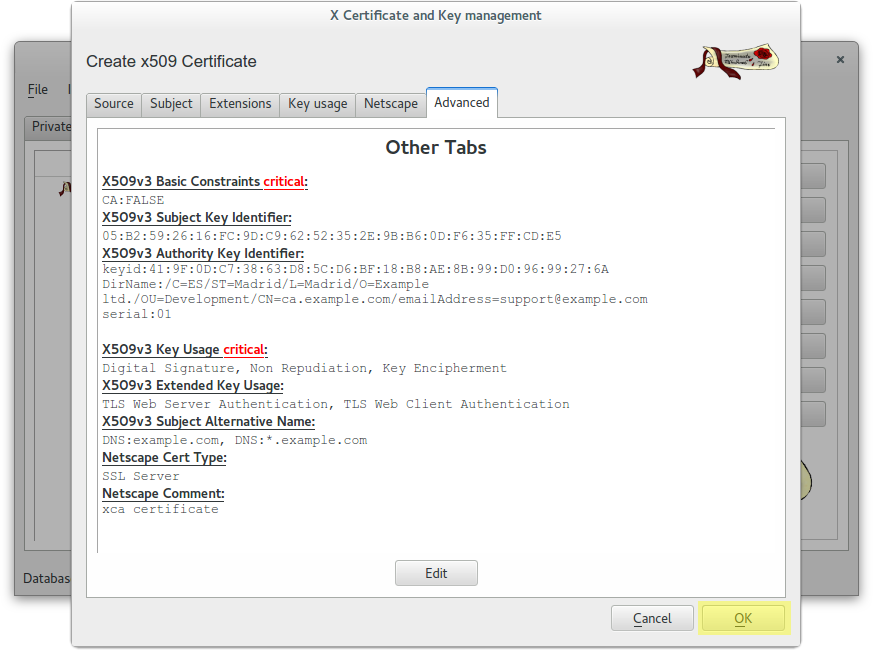 X Certificate and Key management
Create x509 Certificate
File
Private
Source Subject Extensions Key usage Netscape Advanced
Other Tabs
X509v3 Basic Constraints critical:
CA:FALSE
X509v3 Subject Key Identifier:
05:B2:59:26:16:FC:9D:C9:62:52:35:2E:9B:B6:0D:F6:35:FF:CD:E5
X509v3 Authority Key Identifier:
keyid:41:9F:0D:C7:38:63:D8:5C:D6:BF:18:B8:AE:8B:99:D0:96:99:27:6A
DirName:/C=ES/ST=Madrid/L=Madrid/O=Example
ltd./OU=Development/CN=ca.example.com/emailAddress=support@example.com
serial:01
X509v3 Key Usage critical:
Digital Signature, Non Repudiation, Key Encipherment
X509v3 Extended Key Usage:
TLS Web Server Authentication, TLS Web Client Authentication
X509v3 Subject Alternative Name:
DNS:example.com, DNS:*.example.com
Netscape Cert Type:
SSL Server
Netscape Comment:
xca certificate
Edit
Databas
Cancel OK